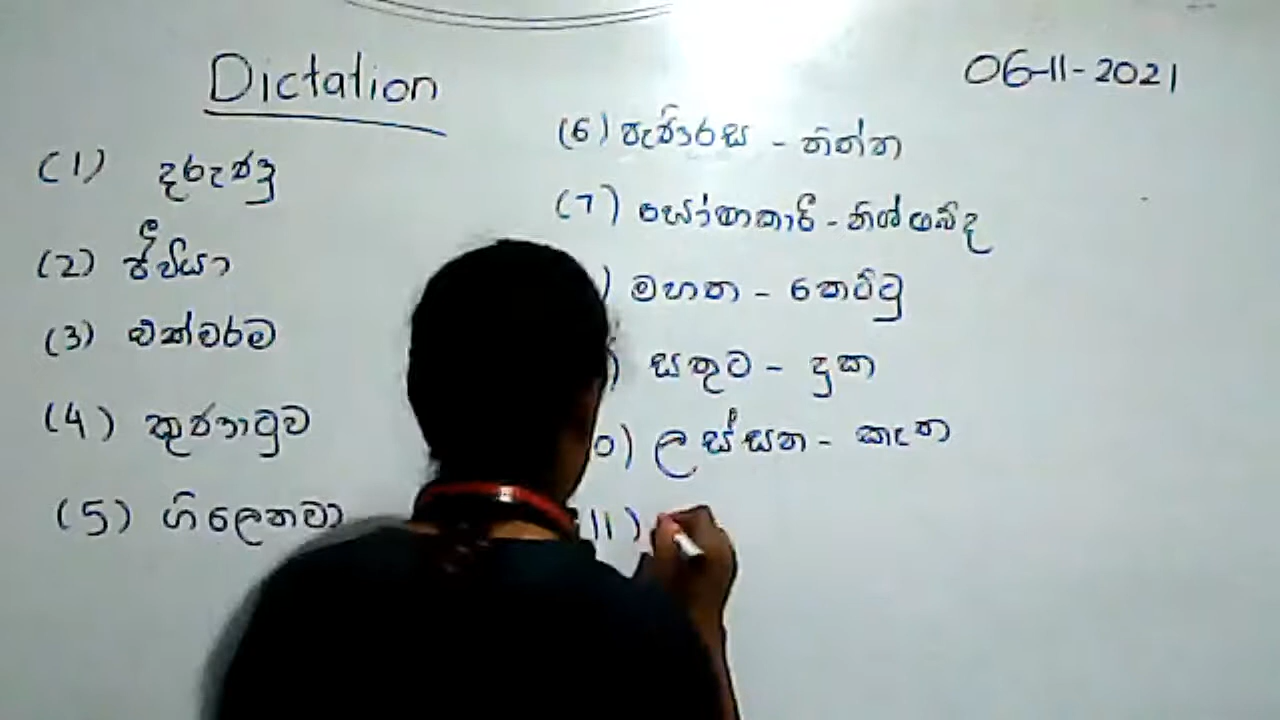 Dictation
06-11-2021
(1) දරුණු
(2) ජීවියා
(3) එක්වරම
(4) කුණාටුව
(5) ගිලෙනවා
(6) පැණිරස - තිත්ත
(7) ඝෝෂාකාරී - නිශ්ශබ්ද
) මහත - කෙට්ටු
) සතුට - දුක
0) ලස්සන - කැත
11)